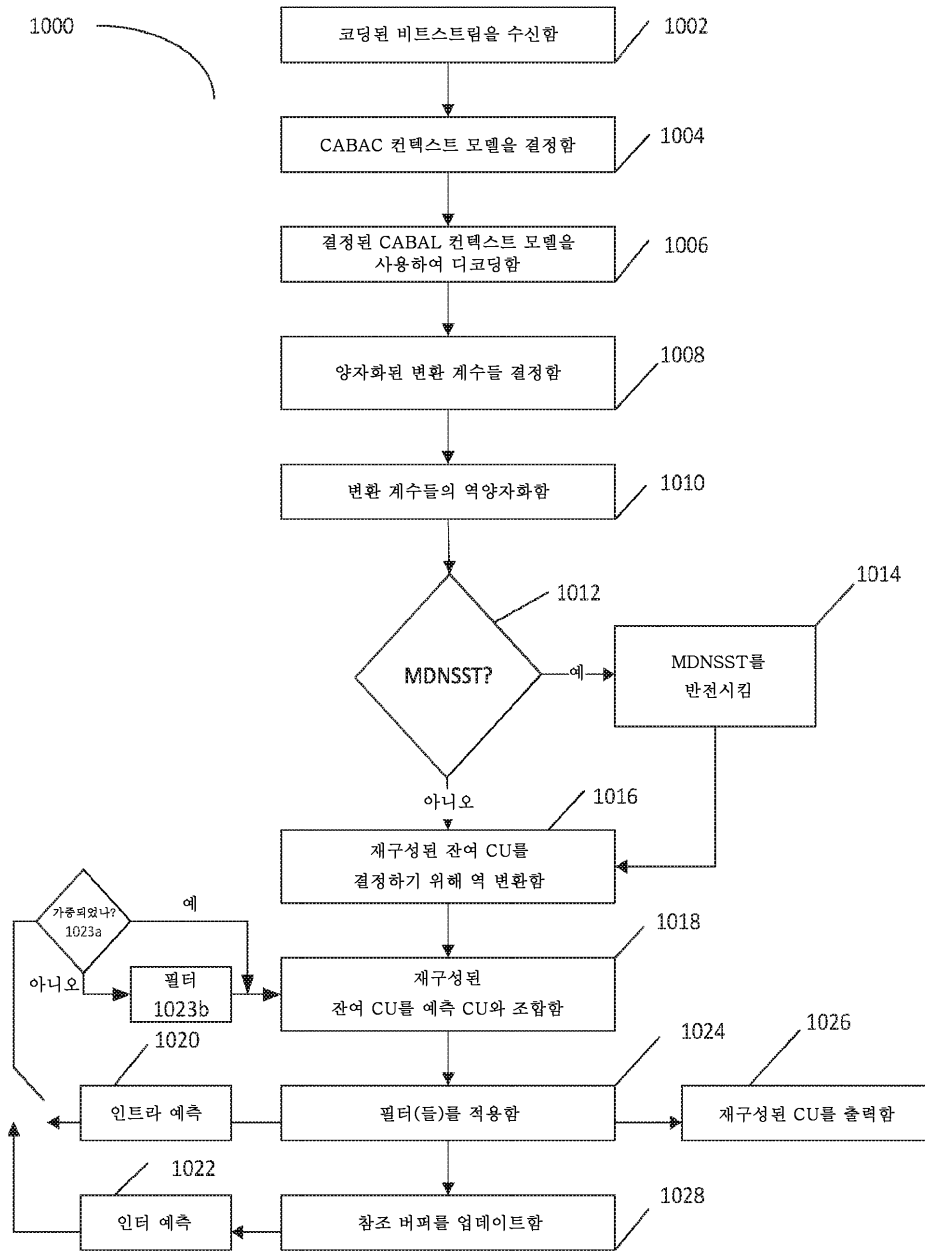 1000
코딩된 비트스트림을 수신함
1002
CABAC 컨텍스트 모델을 결정함
1004
결정된 CABAL 컨텍스트 모델을
사용하여 디코딩함
1006
양자화된 변환 계수들 결정함
1008
변환 계수들의 역양자화함
1010
MDNSST?
1012
예
MDNSST를
반전시킴
1014
아니오
재구성된 잔여 CU를
결정하기 위해 역 변환함
1016
가중되었나?
1023a
예
아니오
필터
1023b
재구성된
잔여 CU를 예측 CU와 조합함
1018
1020
인트라 예측
필터(들)를 적용함
1024
재구성된 CU를 출력함
1026
1022
인터 예측
참조 버퍼를 업데이트함
1028